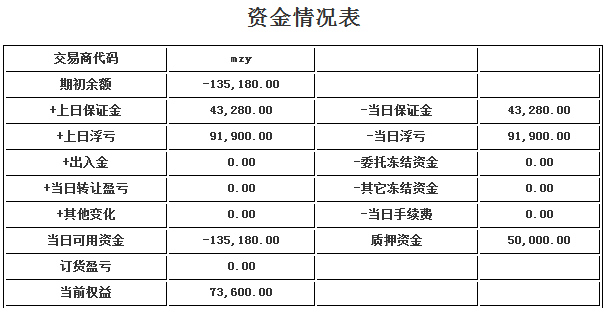 资金情况表
交易商代码 mzy
期初余额 -135,180.00
+上日保证金 43,280.00 -当日保证金 43,280.00
+上日浮亏 91,900.00 -当日浮亏 91,900.00
+出入金 0.00 -委托冻结资金 0.00
+当日转让盈亏 0.00 -其它冻结资金 0.00
+其他变化 0.00 -当日手续费 0.00
当日可用资金 -135,180.00 质押资金 50,000.00
订货盈亏 0.00
当前权益 73,600.00